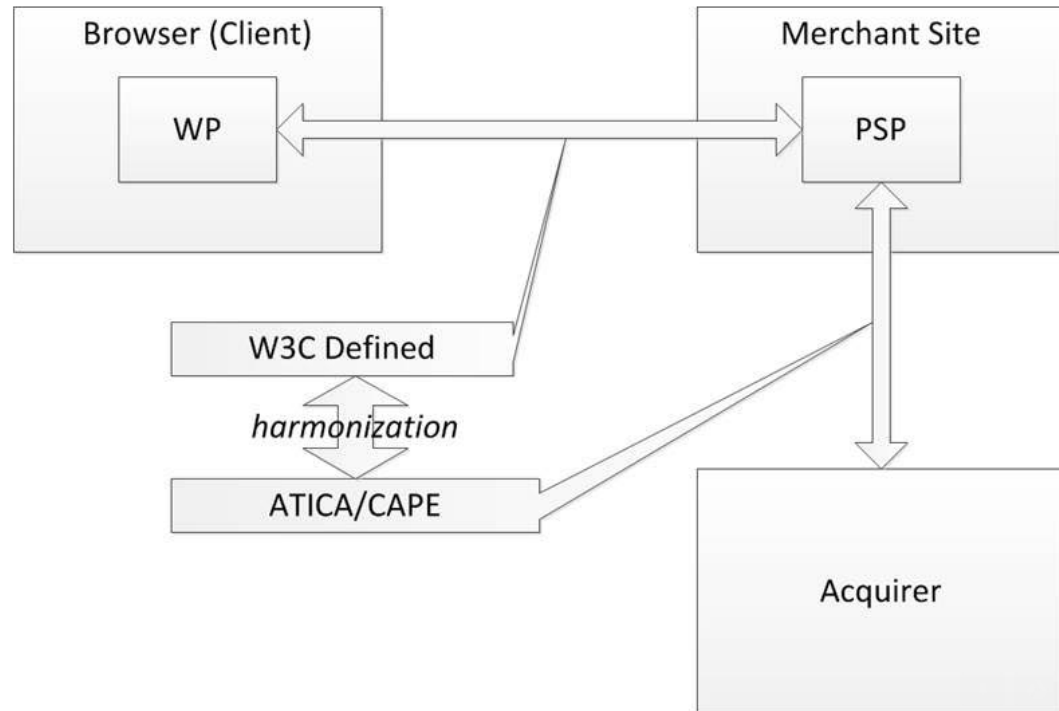 Browser (Client)
Merchant Site
WP
PSP
W3C Defined
harmonization
ATICA/CAPE
Acquirer